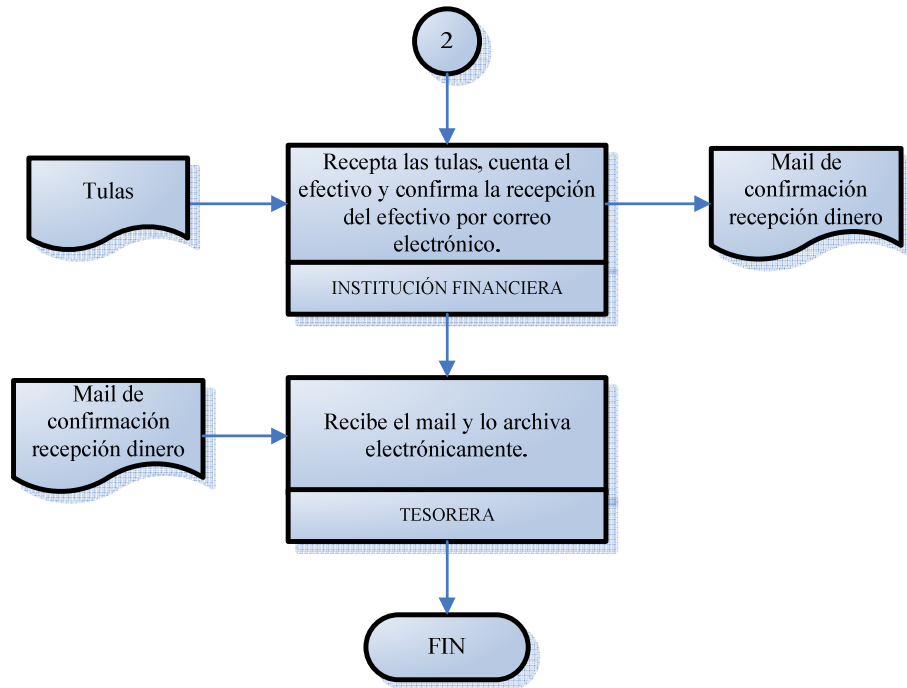 2
Tulas
Recepta las tulas, cuenta el
efectivo y confirma la recepción
del efectivo por correo
electrónico.
INSTITUCIÓN FINANCIERA
Mail de
confirmación
recepción dinero
Mail de
confirmación
recepción dinero
Recibe el mail y lo archiva
electrónicamente.
TESORERA
FIN